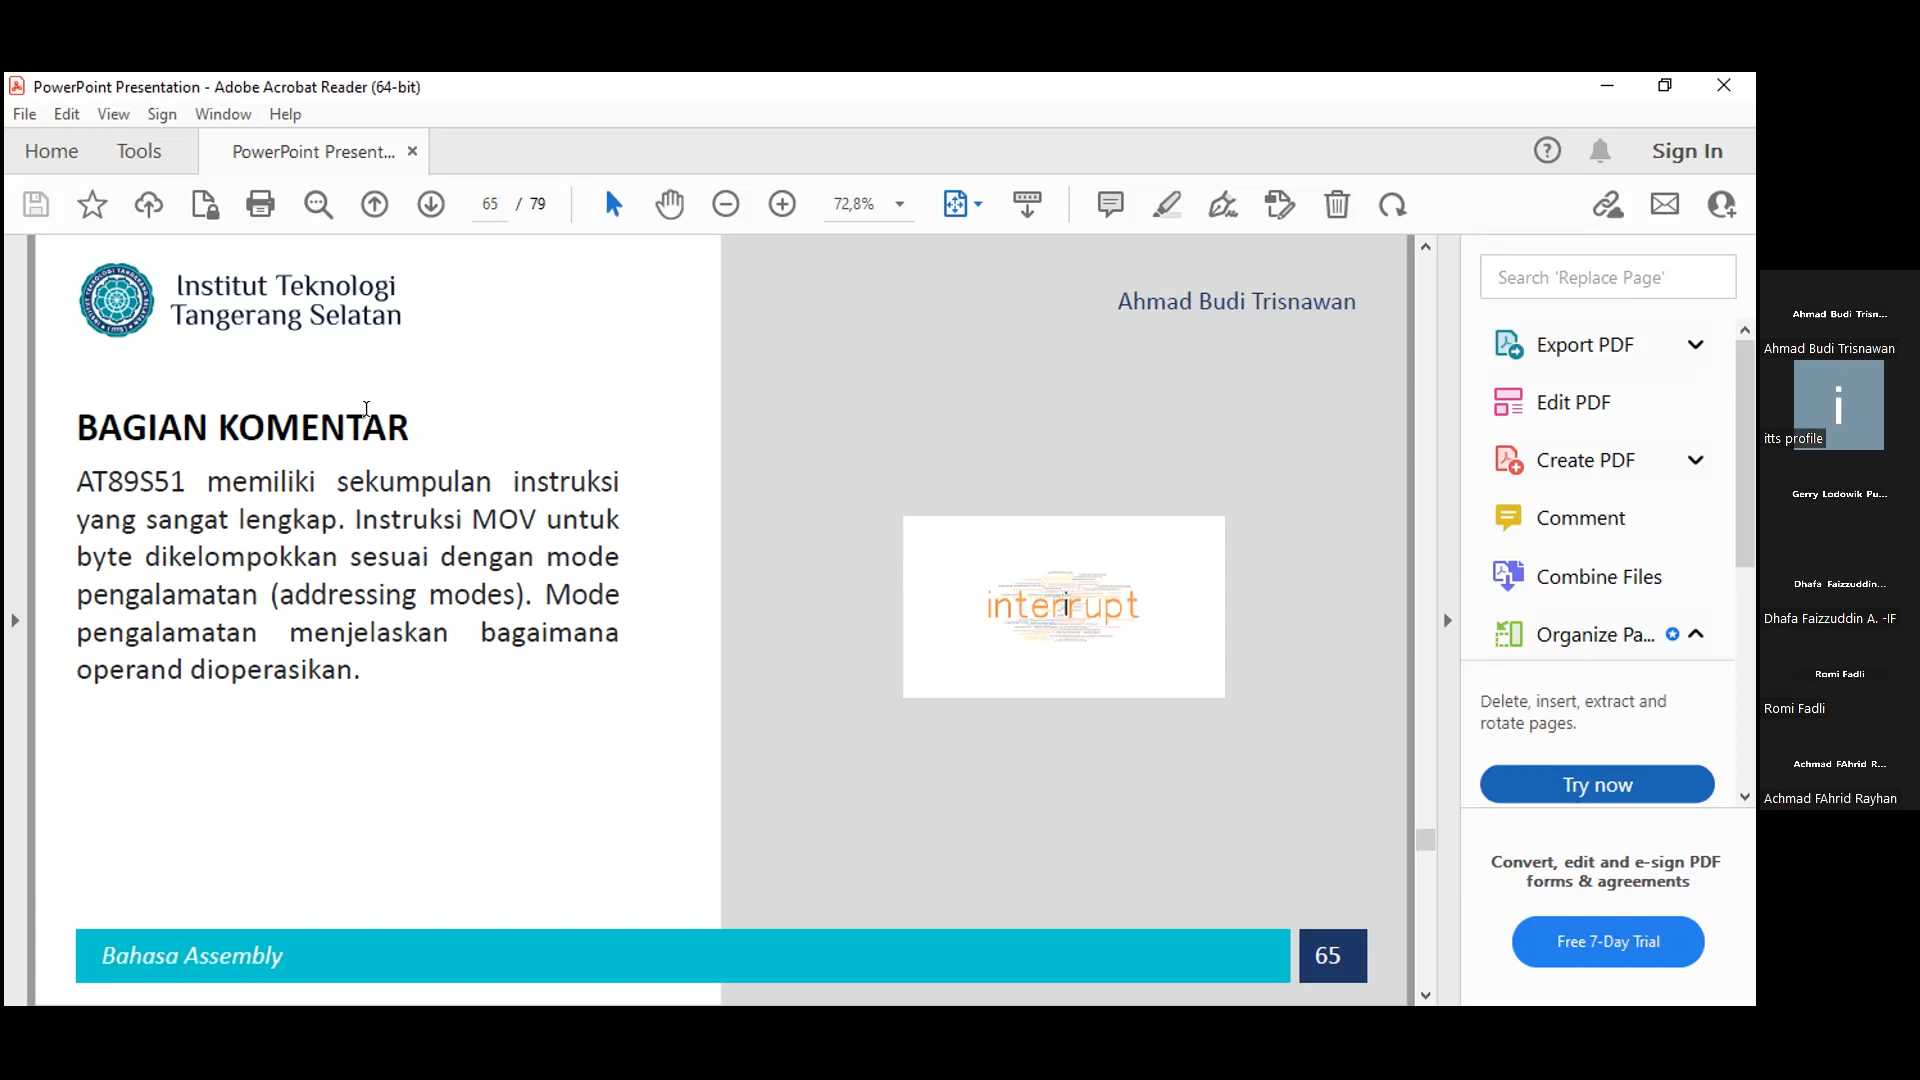 PowerPoint Presentation - Adobe Acrobat Reader (64-bit)
File Edit View Sign Window Help
Home Tools PowerPoint Present... Sign In
65 / 79 72,8%
Institut Teknologi
Tangerang Selatan
Ahmad Budi Trisnawan
BAGIAN KOMENTAR
AT89S51 memiliki sekumpulan instruksi
yang sangat lengkap. Instruksi MOV untuk
byte dikelompokkan sesuai dengan mode
pengalamatan (addressing modes). Mode
pengalamatan menjelaskan bagaimana
operand dioperasikan.
interrupt
Bahasa Assembly
65
Search 'Replace Page'
Export PDF
Edit PDF
Create PDF
Comment
Combine Files
Organize Pa...
Delete, insert, extract and
rotate pages.
Try now
Convert, edit and e-sign PDF
forms & agreements
Free 7-Day Trial
Ahmad Budi Trisn...
Ahmad Budi Trisnawan
i
itts profile
Gerry Lodowik Pu...
Dhafa Faizzuddin...
Dhafa Faizzuddin A. -IF
Romi Fadli
Romi Fadli
Achmad FAhrid R...
Achmad FAhrid Rayhan